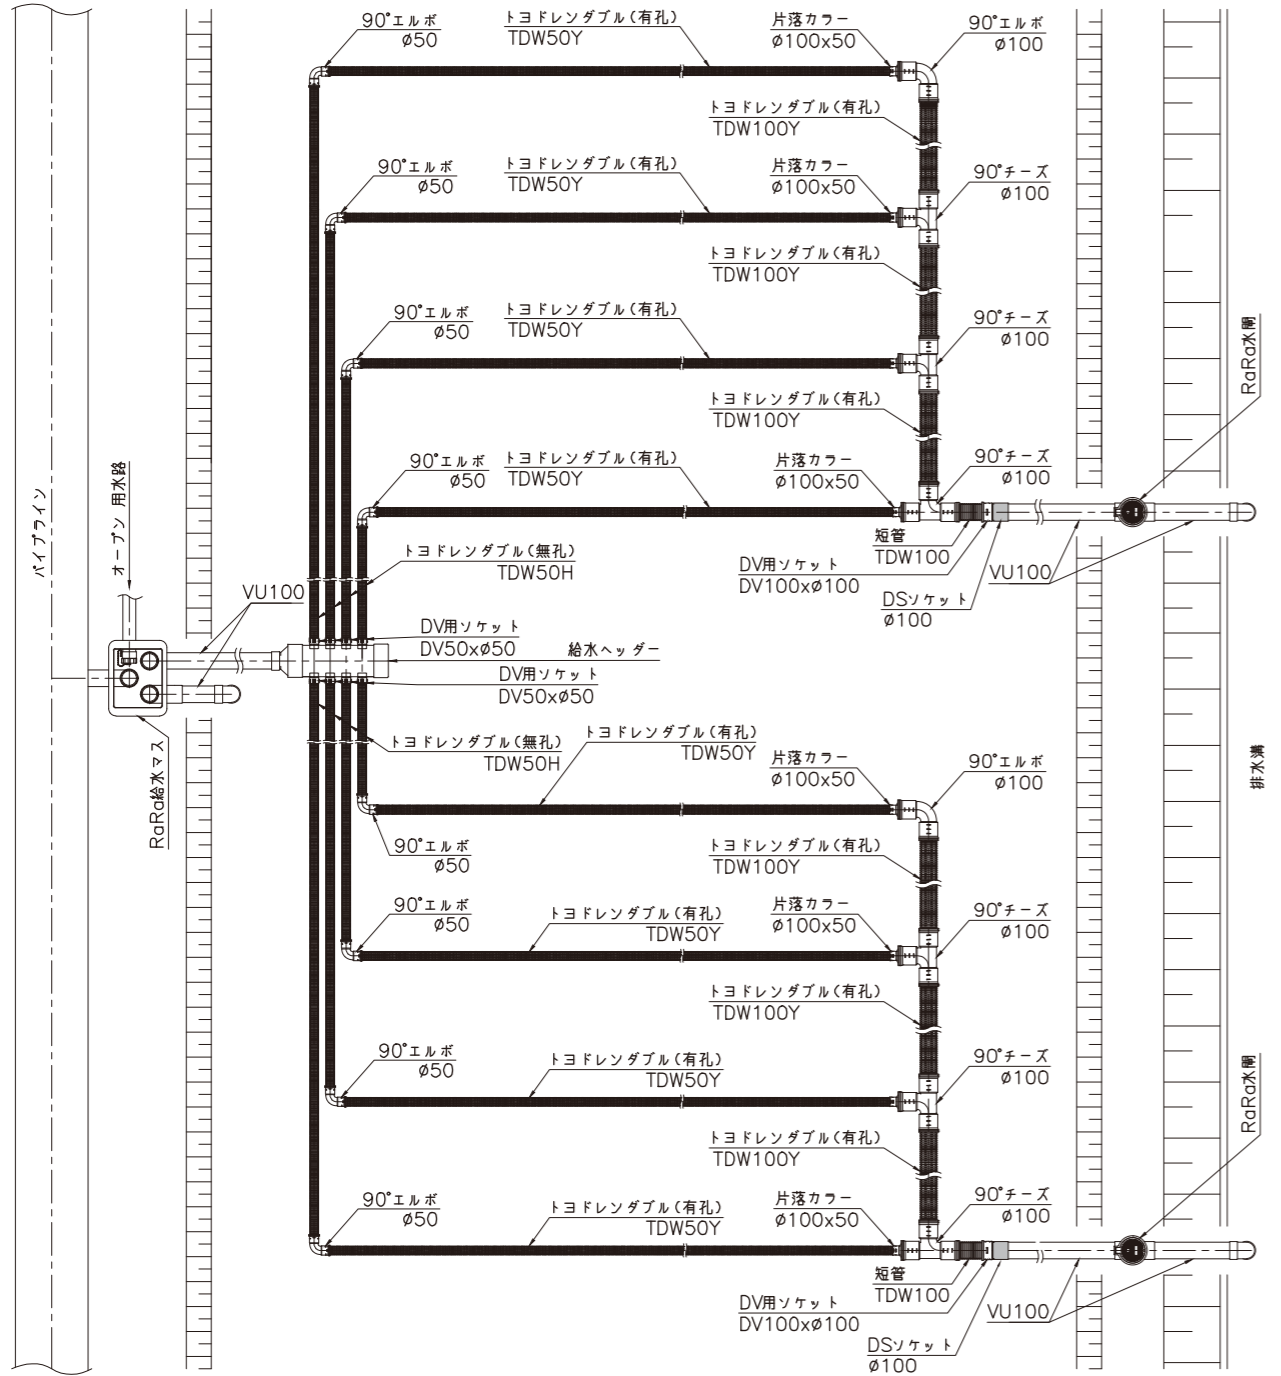 90°エルボ
ø50
トヨドレンダブル(有孔)
TDW50Y
片落カラー
ø100x50
90°エルボ
ø100
トヨドレンダブル(有孔)
TDW100Y
90°エルボ
ø50
トヨドレンダブル(有孔)
TDW50Y
片落カラー
ø100x50
90°チーズ
ø100
トヨドレンダブル(有孔)
TDW100Y
90°エルボ
ø50
トヨドレンダブル(有孔)
TDW50Y
90°チーズ
ø100
RaRa水閘
トヨドレンダブル(有孔)
TDW100Y
90°エルボ
ø50
トヨドレンダブル(有孔)
TDW50Y
片落カラー
ø100x50
90°チーズ
ø100
パイプライン
オープン用水路
短管
TDW100
トヨドレンダブル(無孔)
TDW50H
DV用ソケット
DV100xø100
VU100
VU100
DSソケット
ø100
DV用ソケット
DV50xø50
給水ヘッダー
DV用ソケット
DV50xø50
トヨドレンダブル(無孔)
TDW50H
トヨドレンダブル(有孔)
TDW50Y
片落カラー
ø100x50
90°エルボ
ø100
RaRa給水マス
排水溝
90°エルボ
ø50
トヨドレンダブル(有孔)
TDW100Y
90°エルボ
ø50
トヨドレンダブル(有孔)
TDW50Y
片落カラー
ø100x50
90°チーズ
ø100
トヨドレンダブル(有孔)
TDW100Y
90°エルボ
ø50
トヨドレンダブル(有孔)
TDW50Y
90°チーズ
ø100
RaRa水閘
トヨドレンダブル(有孔)
TDW100Y
90°エルボ
ø50
トヨドレンダブル(有孔)
TDW50Y
片落カラー
ø100x50
90°チーズ
ø100
短管
TDW100
DV用ソケット
DV100xø100
VU100
DSソケット
ø100